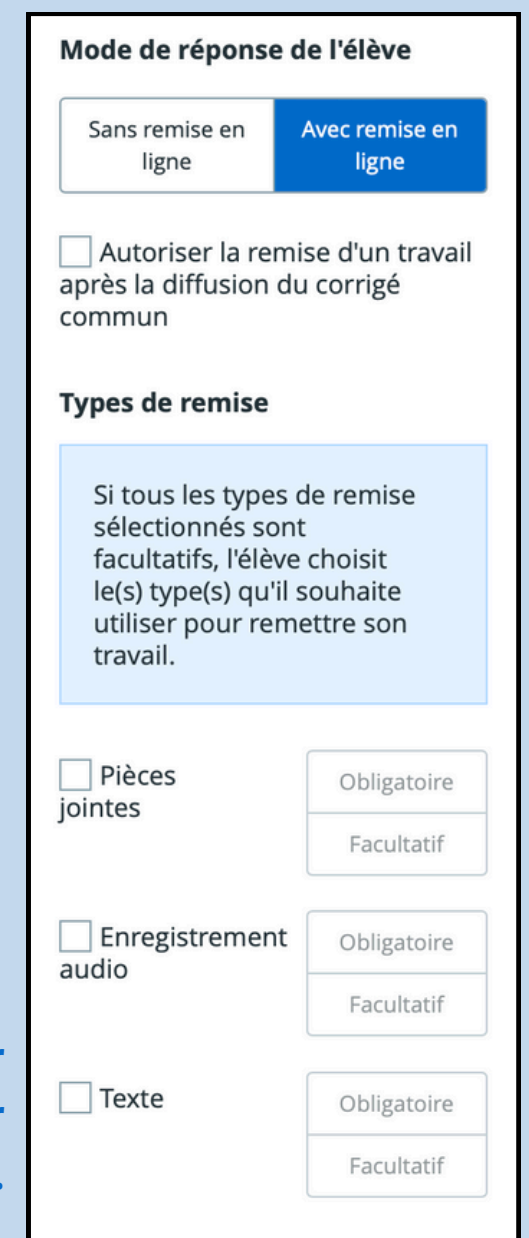 Mode de réponse de l'élève
Sans remise en
ligne
Avec remise en
ligne
Autoriser la remise d'un travail
après la diffusion du corrigé
commun
Types de remise
Si tous les types de remise
sélectionnés sont
facultatifs, l'élève choisit
le(s) type(s) qu'il souhaite
utiliser pour remettre son
travail.
Pièces
jointes
Obligatoire
Facultatif
Enregistrement
audio
Obligatoire
Facultatif
Texte
Obligatoire
Facultatif